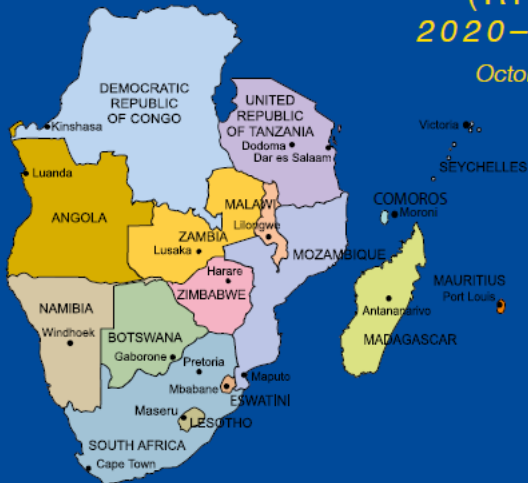 (RI
2020–
Octo
DEMOCRATIC
REPUBLIC
OF CONGO
Kinshasa
UNITED
REPUBLIC
OF TANZANIA
Dodoma
Dar es Salaam
Victoria
SEYCHELLES
Luanda
ANGOLA
MALAWI
Lilongwe
COMOROS
Moroni
ZAMBIA
Lusaka
MOZAMBIQUE
Harare
ZIMBABWE
MAURITIUS
Port Louis
Antananarivo
MADAGASCAR
NAMIBIA
Windhoek
BOTSWANA
Gaborone
Pretoria
Mbabane
Maputo
ESWATINI
Maseru
LESOTHO
SOUTH AFRICA
Cape Town